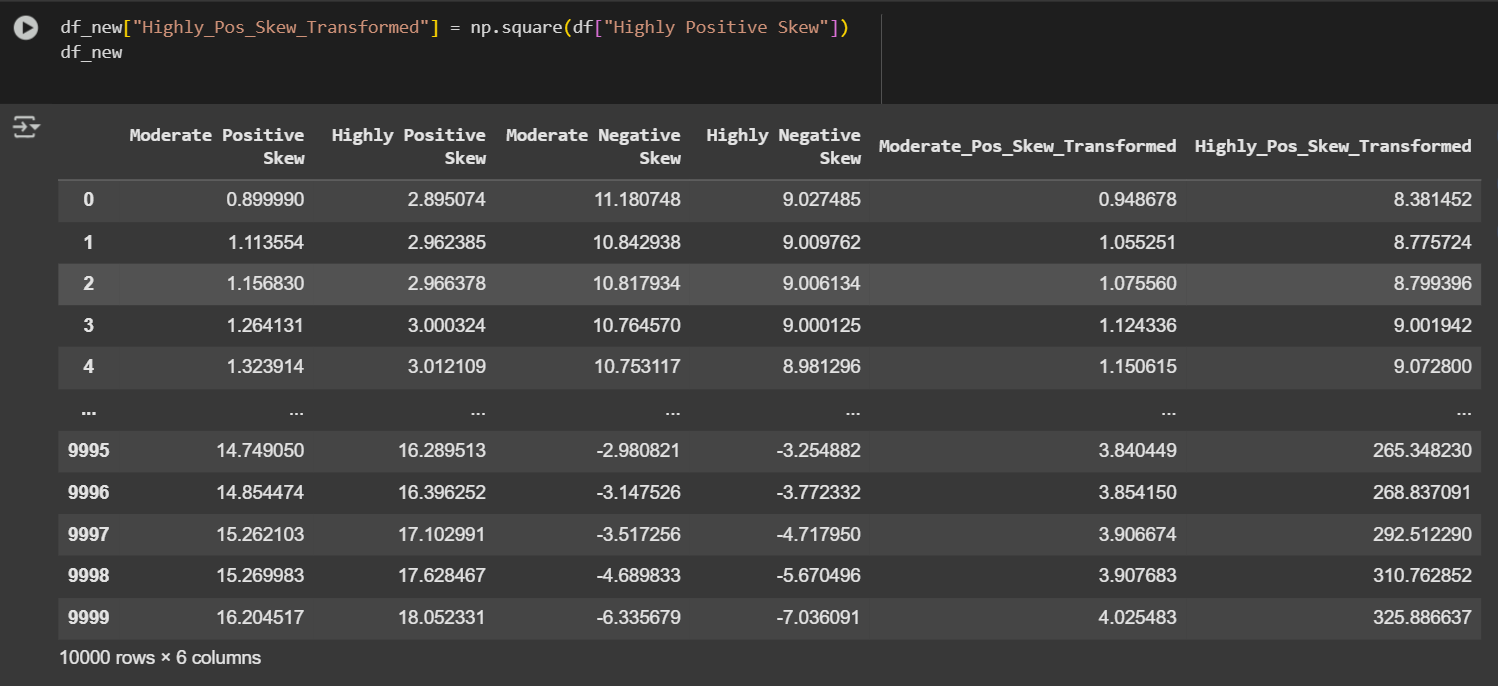 df_new["Highly_Pos_Skew_Transformed"] = np.square(df["Highly Positive Skew"])
df_new
Moderate Positive Skew Highly Positive Skew Moderate Negative Skew Highly Negative Skew Moderate_Pos_Skew_Transformed Highly_Pos_Skew_Transformed
0 0.899990 2.895074 11.180748 9.027485 0.948678 8.381452
1 1.113554 2.962385 10.842938 9.009762 1.055251 8.775724
2 1.156830 2.966378 10.817934 9.006134 1.075560 8.799396
3 1.264131 3.000324 10.764570 9.000125 1.124336 9.001942
4 1.323914 3.012109 10.753117 8.981296 1.150615 9.072800
... ... ... ... ... ... ...
9995 14.749050 16.289513 -2.980821 -3.254882 3.840449 265.348230
9996 14.854474 16.396252 -3.147526 -3.772332 3.854150 268.837091
9997 15.262103 17.102991 -3.517256 -4.717950 3.906674 292.512290
9998 15.269983 17.628467 -4.689833 -5.670496 3.907683 310.762852
9999 16.204517 18.052331 -6.335679 -7.036091 4.025483 325.886637
10000 rows × 6 columns